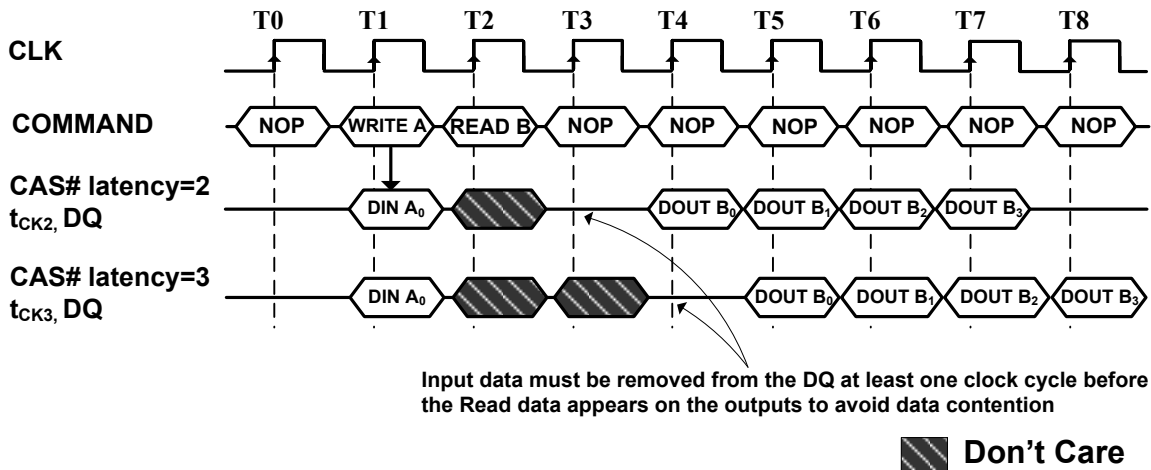 T0 T1 T2 T3 T4 T5 T6 T7 T8
CLK
COMMAND NOP WRITE A READ B NOP NOP NOP NOP NOP NOP
CAS# latency=2
tCK2, DQ DIN A0 DOUT B0 DOUT B1 DOUT B2 DOUT B3
CAS# latency=3
tCK3, DQ DIN A0 DOUT B0 DOUT B1 DOUT B2 DOUT B3
Input data must be removed from the DQ at least one clock cycle before
the Read data appears on the outputs to avoid data contention
Don't Care